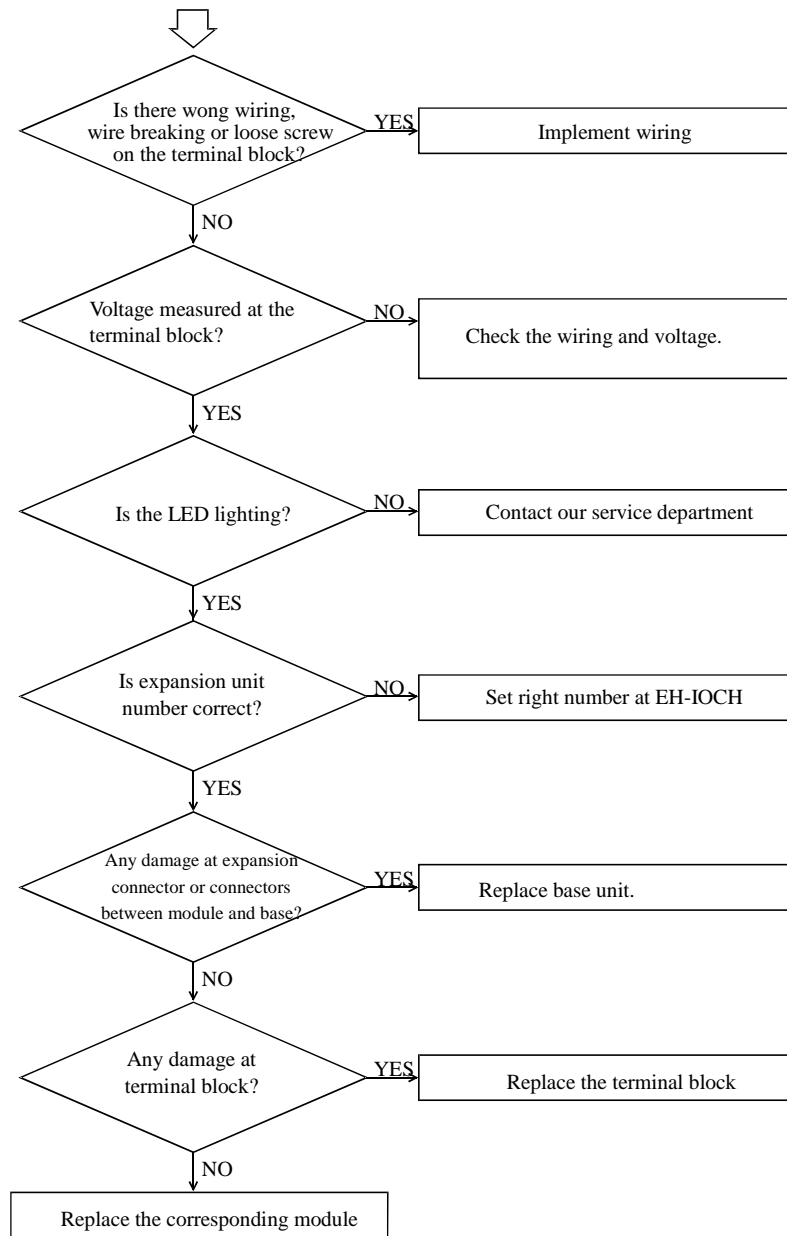 Is there wong wiring,
wire breaking or loose screw
on the terminal block?
YES
Implement wiring
NO
Voltage measured at the
terminal block?
NO
Check the wiring and voltage.
YES
Is the LED lighting?
NO
Contact our service department
YES
Is expansion unit
number correct?
NO
Set right number at EH-IOCH
YES
Any damage at expansion
connector or connectors
between module and base?
YES
Replace base unit.
NO
Any damage at
terminal block?
YES
Replace the terminal block
NO
Replace the corresponding module